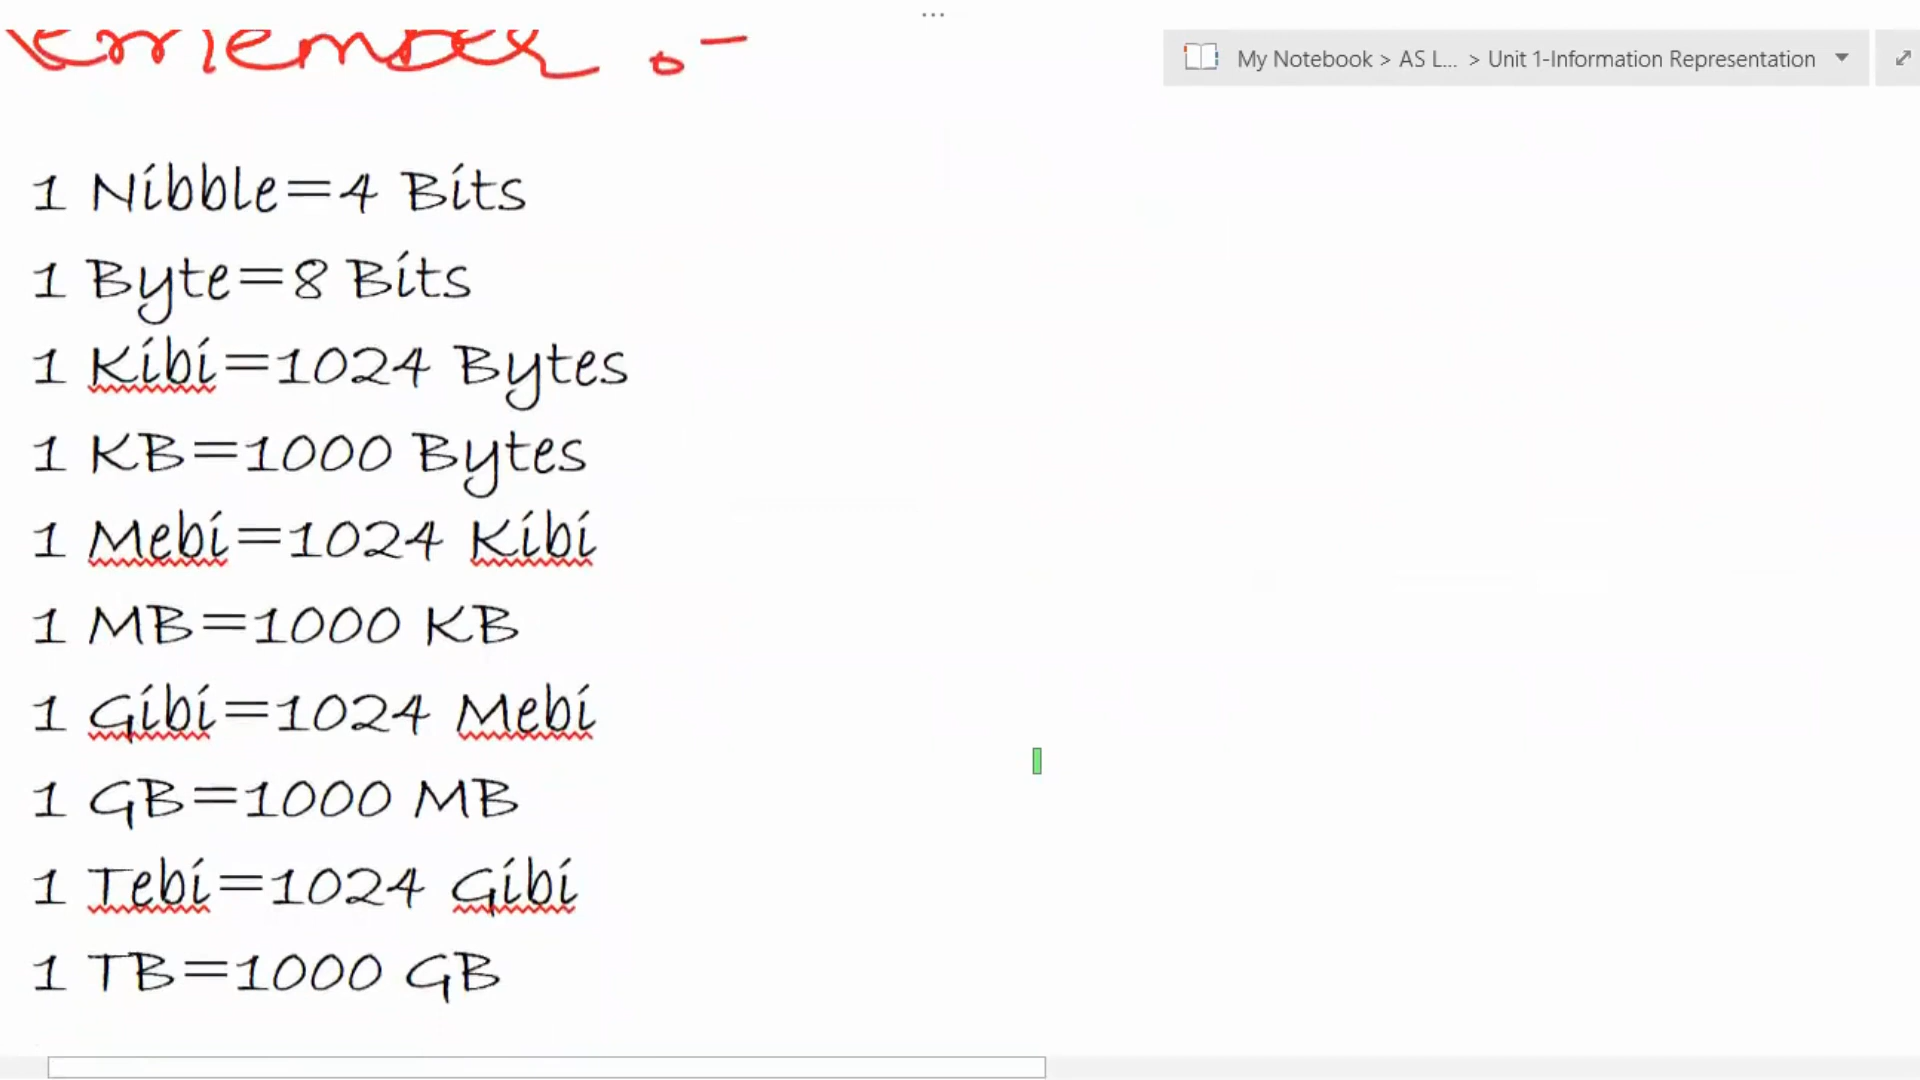 ...
My Notebook > AS L... > Unit 1-Information Representation
1 Nibble=4 Bits
1 Byte=8 Bits
1 Kibi=1024 Bytes
1 KB=1000 Bytes
1 Mebi=1024 Kibi
1 MB=1000 KB
1 Gibi=1024 Mebi
1 GB=1000 MB
1 Tebi=1024 Gibi
1 TB=1000 GB